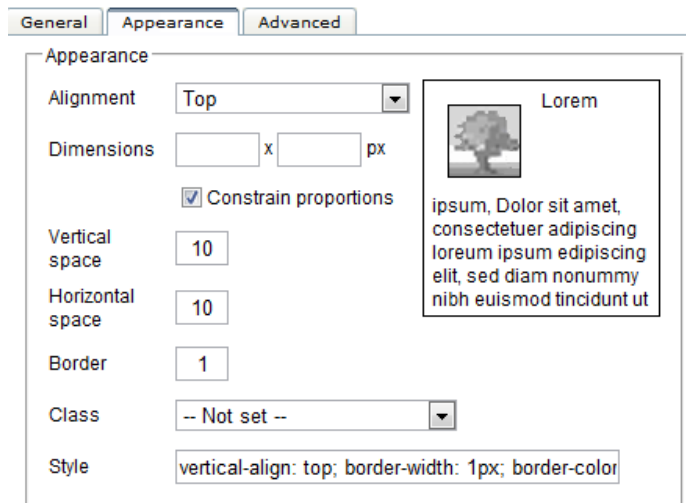 General Appearance Advanced
Appearance
Alignment Top
Lorem
Dimensions x px
Constrain proportions
ipsum, Dolor sit amet,
consectetuer adipiscing
loreum ipsum edipiscing
elit, sed diam nonummy
nibh euismod tincidunt ut
Vertical
space 10
Horizontal
space 10
Border 1
Class -- Not set --
Style vertical-align: top; border-width: 1px; border-color